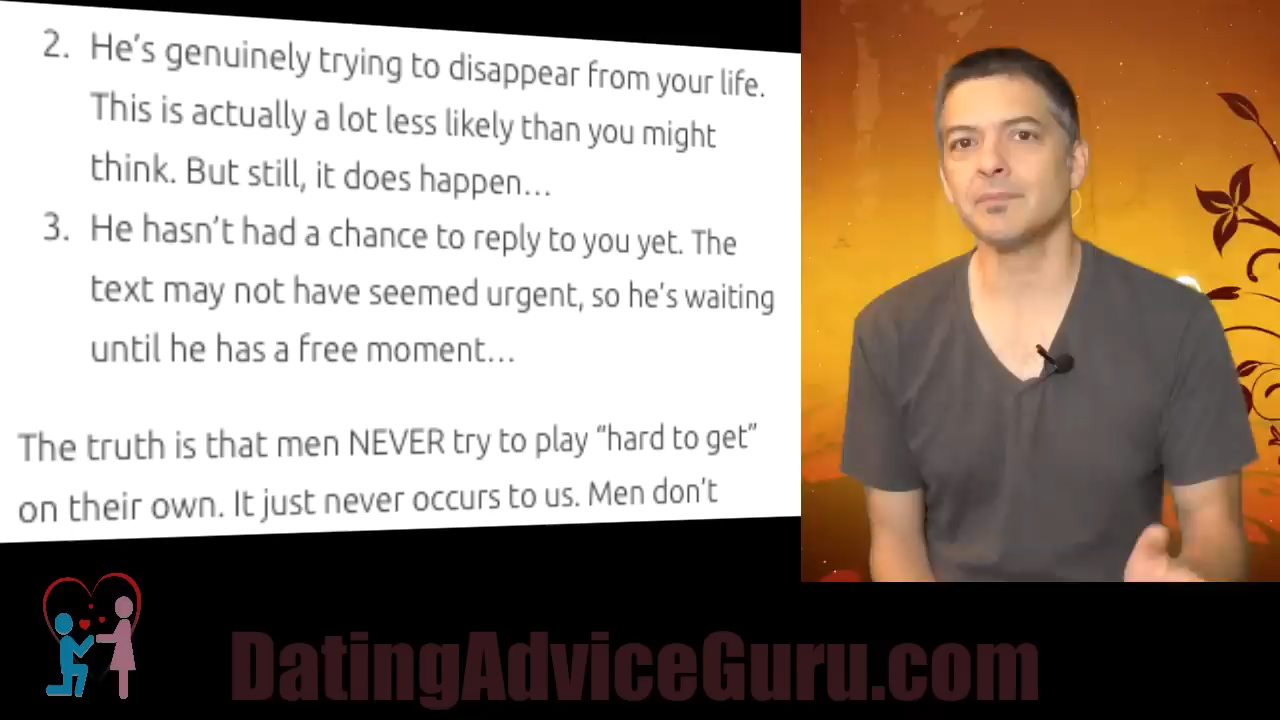 2. He's genuinely trying to disappear from your life.
This is actually a lot less likely than you might
think. But still, it does happen...
3. He hasn't had a chance to reply to you yet. The
text may not have seemed urgent, so he's waiting
until he has a free moment...
The truth is that men NEVER try to play “hard to get”
on their own. It just never occurs to us. Men don't
DatingAdviceGuru.com